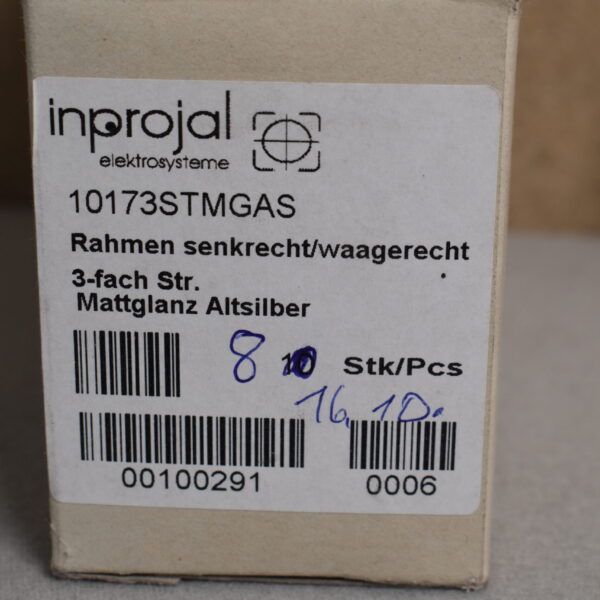 inprojal
elektrosysteme
10173STMGAS
Rahmen senkrecht/waagerecht
3-fach Str.
Mattglanz Altsilber
8 10 Stk/Pcs
16.10.
00100291
0006